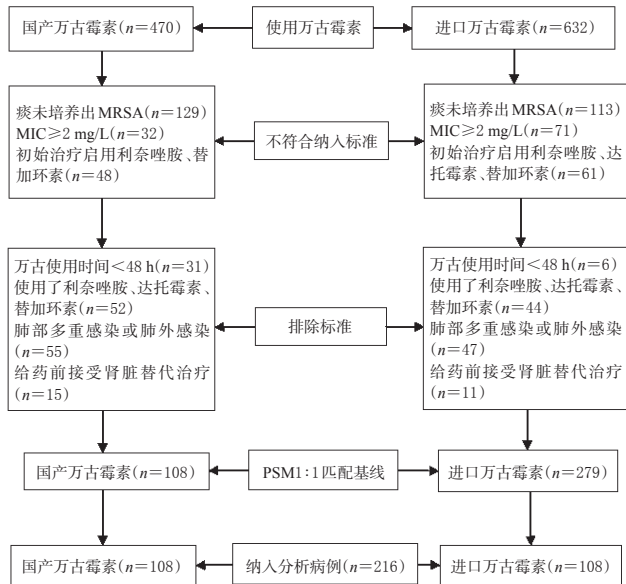 国产万古霉素(n=470)
使用万古霉素
进口万古霉素(n=632)
痰未培养出MRSA(n=129)
MIC≥2 mg/L(n=32)
初始治疗启用利奈唑胺、替
加环素(n=48)
不符合纳入标准
痰未培养出MRSA(n=113)
MIC≥2 mg/L(n=71)
初始治疗启用利奈唑胺、达
托霉素、替加环素(n=61)
万古使用时间<48 h(n=31)
使用了利奈唑胺、达托霉素、
替加环素(n=52)
肺部多重感染或肺外感染
(n=55)
给药前接受肾脏替代治疗
(n=15)
排除标准
万古使用时间<48 h(n=6)
使用了利奈唑胺、达托霉素、
替加环素(n=44)
肺部多重感染或肺外感染
(n=47)
给药前接受肾脏替代治疗
(n=11)
国产万古霉素(n=108)
PSM1:1匹配基线
进口万古霉素(n=279)
国产万古霉素(n=108)
纳入分析病例(n=216)
进口万古霉素(n=108)